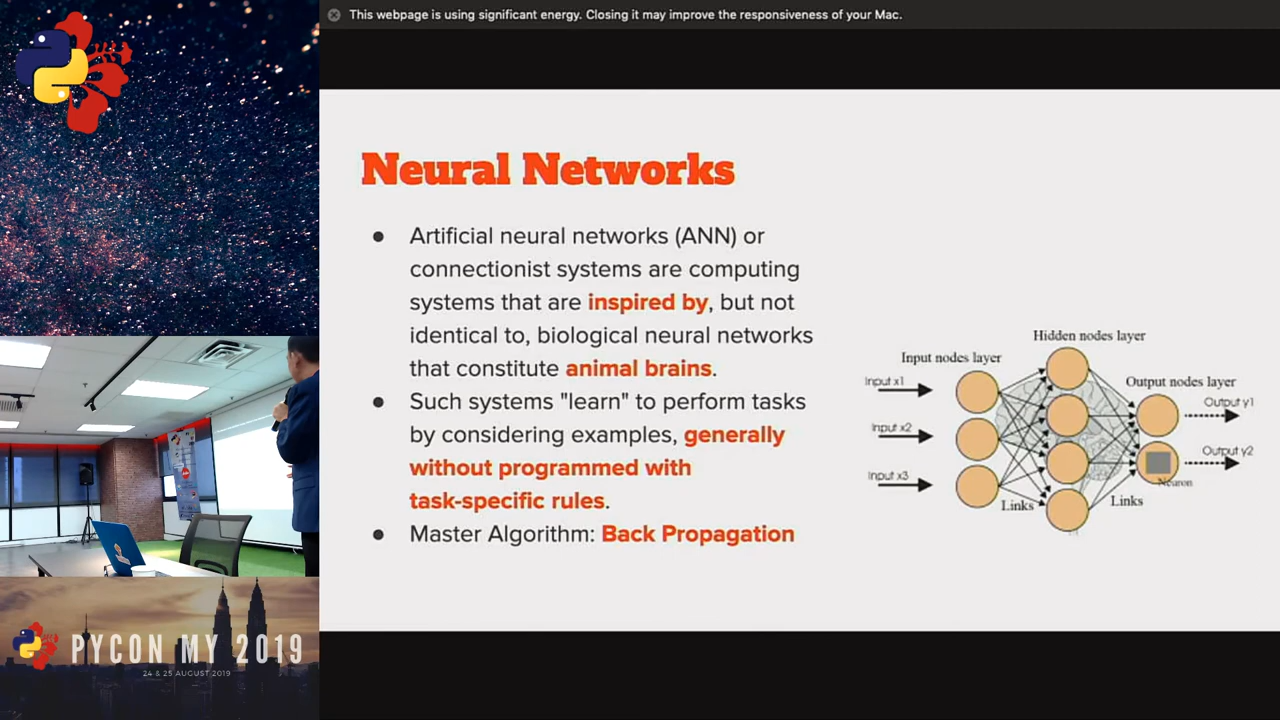 This webpage is using significant energy. Closing it may improve the responsiveness of your Mac.
Neural Networks
● Artificial neural networks (ANN) or
connectionist systems are computing
systems that are inspired by, but not
identical to, biological neural networks
that constitute animal brains.
● Such systems "learn" to perform tasks
by considering examples, generally
without programmed with
task-specific rules.
● Master Algorithm: Back Propagation
Hidden nodes layer
Input nodes layer
Output nodes layer
Input x1
Input x2
Input x3
Output y1
Output y2
Neuron
Links
Links
PYCON MY 2019
24 & 25 AUGUST 2019